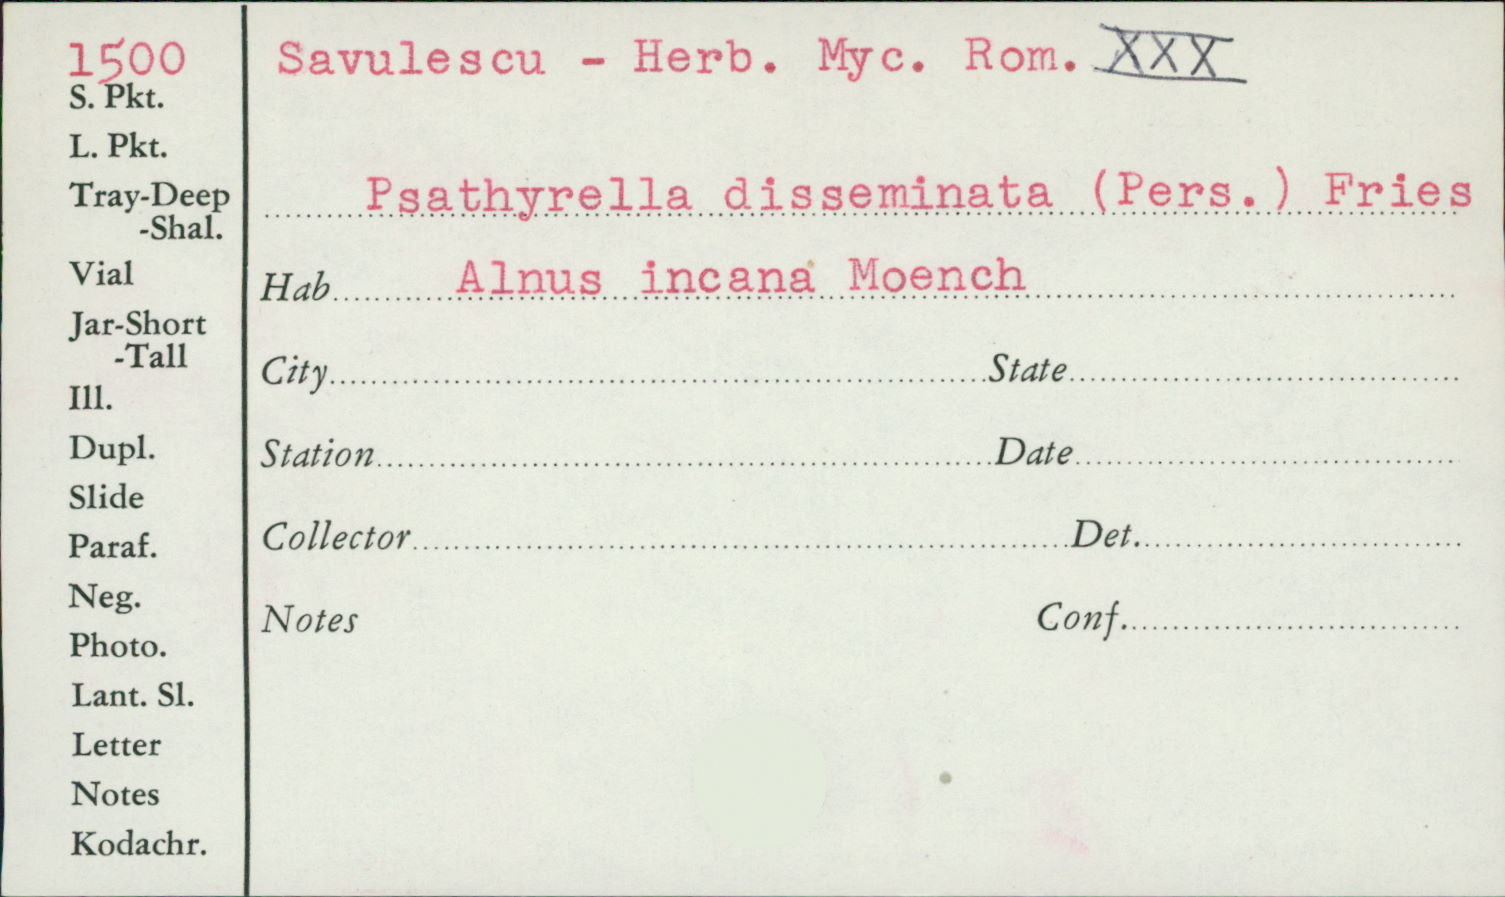 1500
Savulescu - Herb. Myc. Rom. XXX
S. Pkt.
L. Pkt.
Tray-Deep
-Shal.
Vial
Jar-Short
-Tall
Ill.
Dupl.
Slide
Paraf.
Neg.
Photo.
Lant. Sl.
Letter
Notes
Kodachr.
Psathyrella disseminata (Pers.) Fries
Hab Alnus incana Moench
City State
Station Date
Collector Det.
Notes Conf.